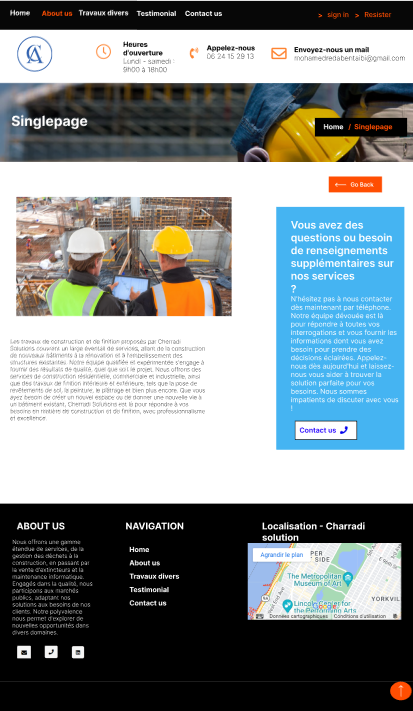 Home About us Travaux divers Testimonial Contact us > sign in > Resister
Heures
d'ouverture
Lundi - samedi :
9h00 à 18h00
Appelez-nous
06 24 15 29 13
Envoyez-nous un mail
mohamedredabentaibi@gmail.com
Singlepage
Home / Singlepage
Go Back
Vous avez des
questions ou besoin
de renseignements
supplémentaires sur
nos services
?
N'hésitez pas à nous contacter
dès maintenant par téléphone.
Notre équipe dévouée est là
pour répondre à toutes vos
interrogations et vous fournir les
informations dont vous avez
besoin pour prendre des
décisions éclairées. Appelez-
nous dès aujourd'hui et laissez-
nous vous aider à trouver la
solution parfaite pour vos
besoins. Nous sommes
impatients de discuter avec vous
!
Contact us
Les travaux de construction et de finition proposés par Charradi
Solutions couvrent un large éventail de services, allant de la construction
de nouveaux bâtiments à la rénovation et à l'embellissement des
structures existantes. Notre équipe qualifiée et expérimentée s'engage à
fournir des résultats de qualité, quel que soit le projet. Nous offrons des
services de construction résidentielle, commerciale et industrielle, ainsi
que des travaux de finition intérieure et extérieure, tels que la pose de
revêtements de sol, la peinture, le plâtrage et bien plus encore. Que vous
ayez besoin de créer un nouvel espace ou de donner une nouvelle vie à
un bâtiment existant, Charradi Solutions est là pour répondre à vos
besoins en matière de construction et de finition, avec professionnalisme
et excellence.
ABOUT US
Nous offrons une gamme
étendue de services, de la
gestion des déchets à la
construction, en passant par
la vente d'extincteurs et la
maintenance informatique.
Engagés dans la qualité, nous
participons aux marchés
publics, adaptant nos
solutions aux besoins de nos
clients. Notre polyvalence
nous permet d'explorer de
nouvelles opportunités dans
divers domaines.
NAVIGATION
Home
About us
Travaux divers
Testimonial
Contact us
Localisation - Charradi
solution
Agrandir le plan
PER
SIDE
The Metropolitan
Museum of Art
YORKVIL
Lincoln Center for
the Performing Arts
Données cartographiques Conditions d'utilisation